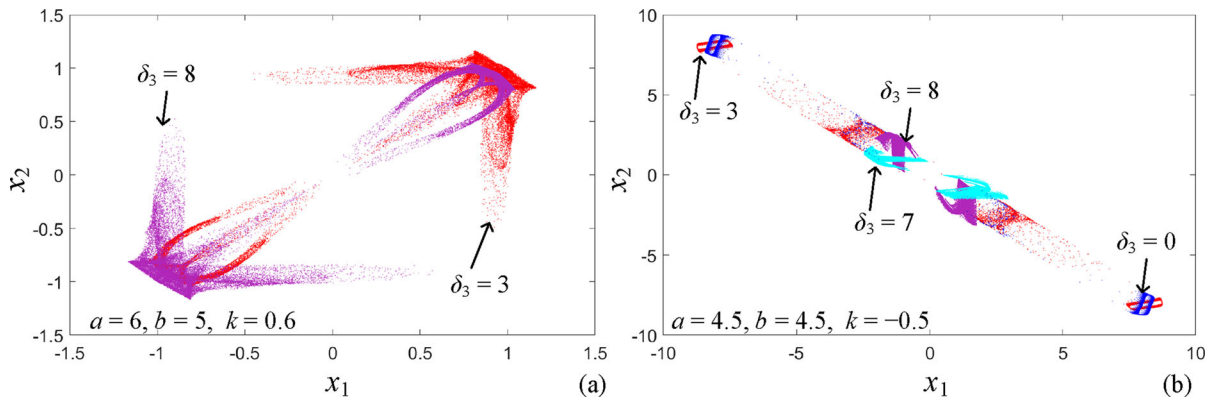 1.5
1
0.5
0
-0.5
-1
-1.5
x₂
δ₃ = 8
δ₃ = 3
a = 6, b = 5, k = 0.6
-1.5 -1 -0.5 0 0.5 1 1.5
x₁
(a)
10
5
0
-5
-10
x₂
δ₃ = 3
δ₃ = 8
δ₃ = 7
δ₃ = 0
a = 4.5, b = 4.5, k = −0.5
-10 -5 0 5 10
x₁
(b)